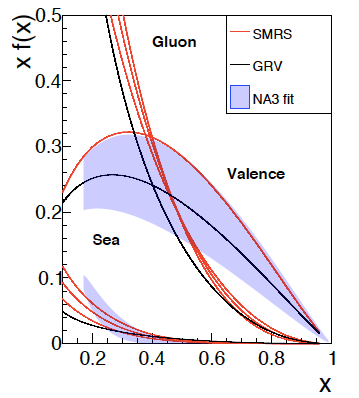 x f(x)
0.5
0.4
0.3
0.2
0.1
0
Gluon
SMRS
GRV
NA3 fit
Valence
Sea
0.2 0.4 0.6 0.8 1
x